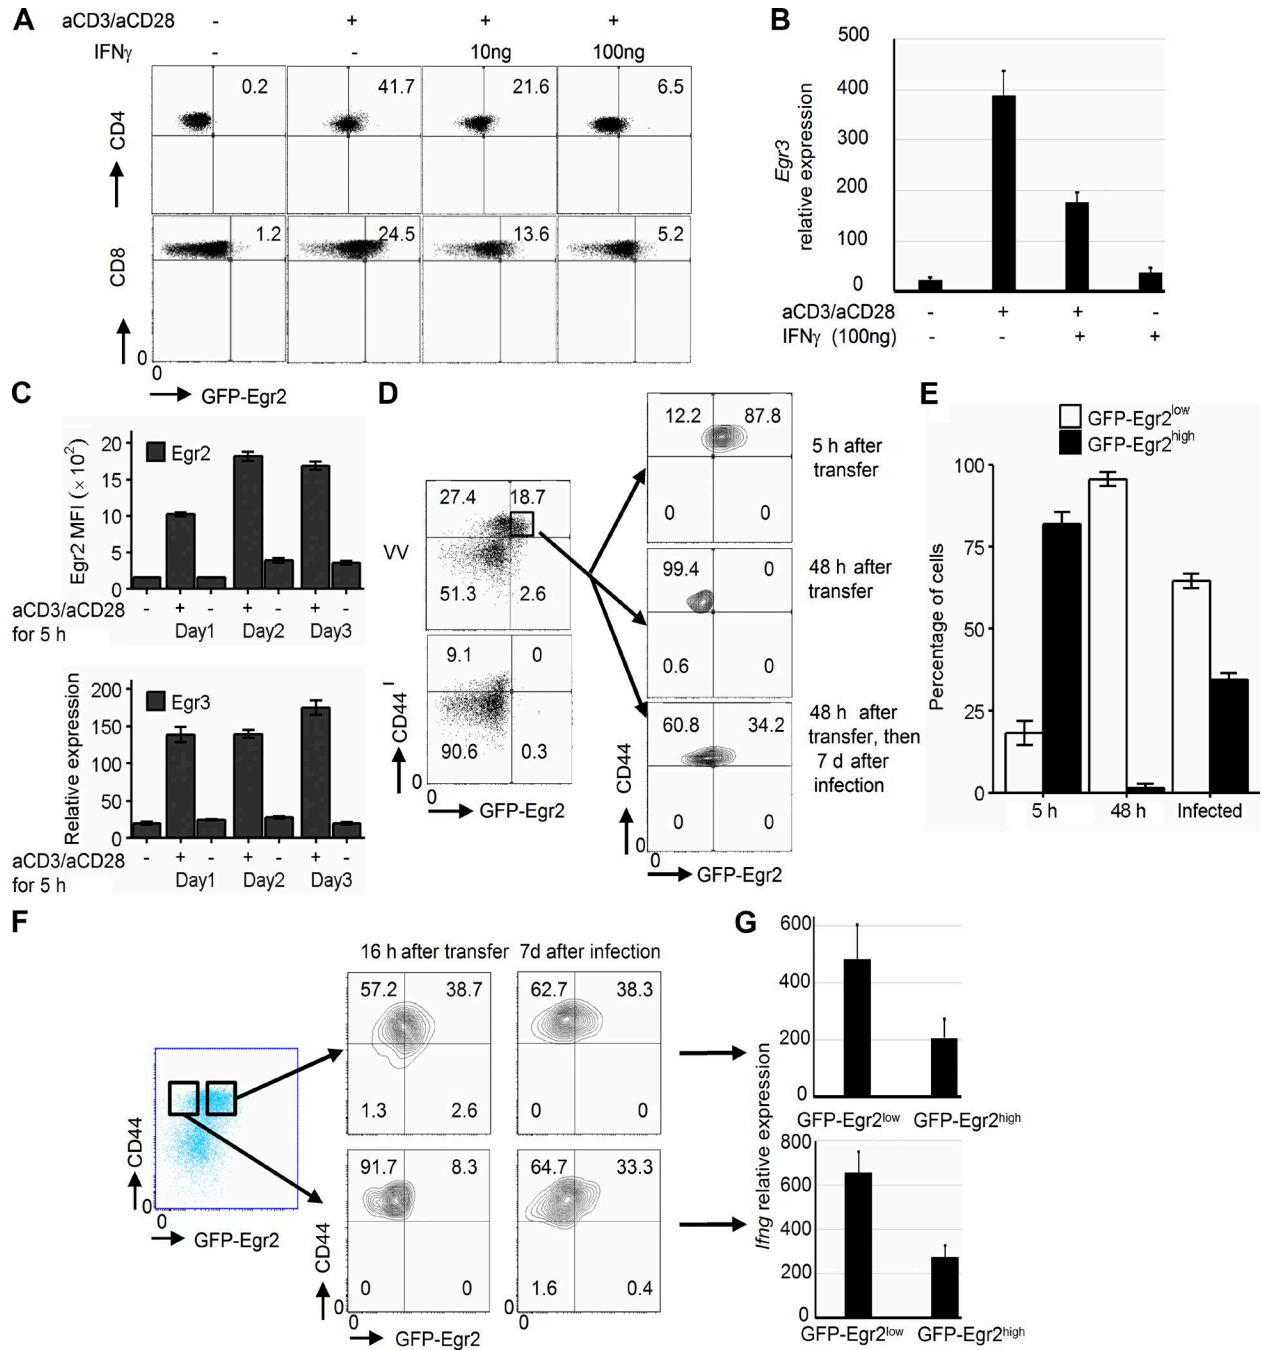 A
aCD3/aCD28 - + + +
IFNγ - - 10ng 100ng
0.2 41.7 21.6 6.5
CD4
1.2 24.5 13.6 5.2
CD8
0
0
GFP-Egr2
B
500
400
300
200
100
0
Egr3
relative expression
aCD3/aCD28 - + + -
IFNγ (100ng) - - + +
C
Egr2
20
15
10
5
0
Egr2 MFI (×10²)
aCD3/aCD28 - + - + - + -
for 5 h Day1 Day2 Day3
Egr3
200
150
100
50
0
Relative expression
aCD3/aCD28 - + - + - + -
for 5 h Day1 Day2 Day3
D
VV
27.4 18.7
51.3 2.6
9.1 0
90.6 0.3
CD44
0
0
GFP-Egr2
12.2 87.8
0 0
5 h after
transfer
99.4 0
0.6 0
48 h after
transfer
60.8 34.2
0 0
48 h after
transfer, then
7 d after
infection
CD44
0
0
GFP-Egr2
E
GFP-Egr2low
GFP-Egr2high
100
75
50
25
0
Percentage of cells
5 h 48 h Infected
F
CD44
0
0
GFP-Egr2
16 h after transfer 7d after infection
57.2 38.7 62.7 38.3
1.3 2.6 0 0
91.7 8.3 64.7 33.3
0 0 1.6 0.4
CD44
0 0
0 0
GFP-Egr2
G
600
400
200
0
GFP-Egr2low GFP-Egr2high
800
600
400
200
0
Ifng relative expression
GFP-Egr2low GFP-Egr2high